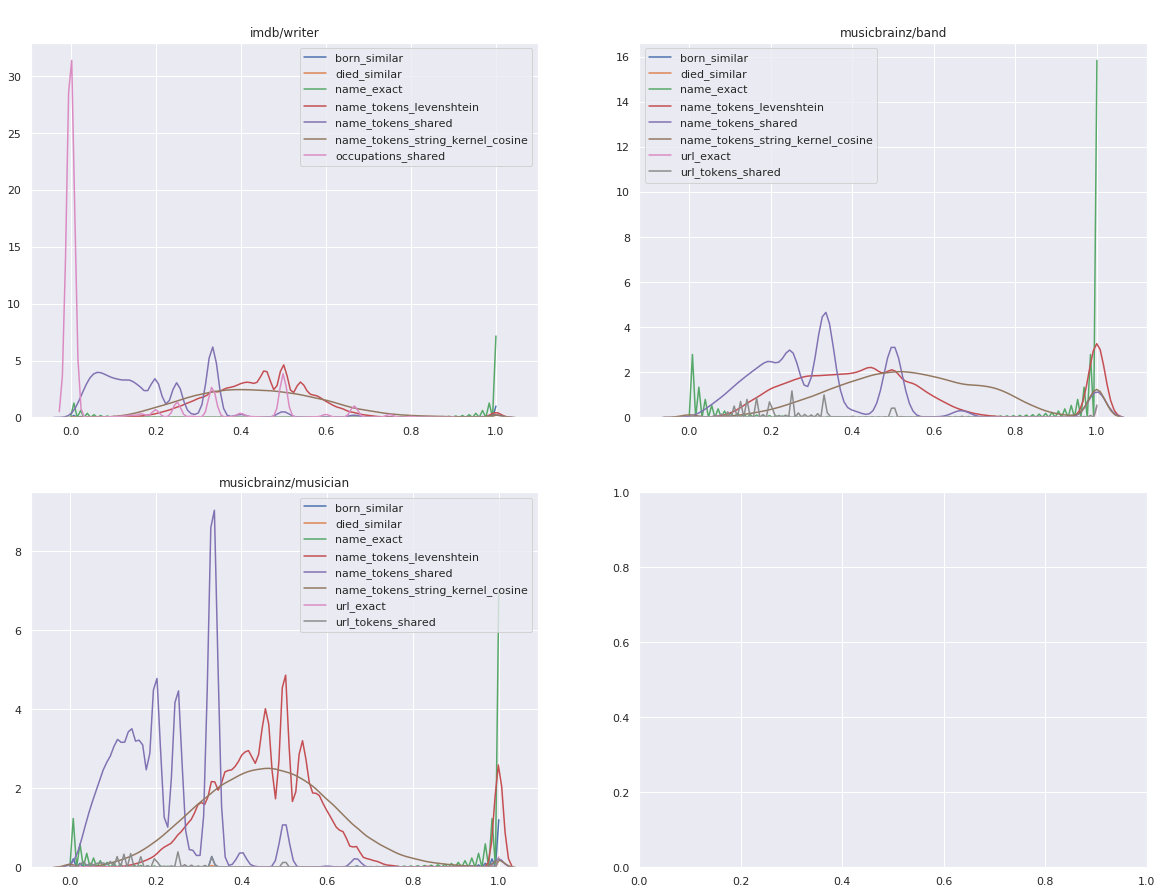 imdb/writer
30
25
20
15
10
5
0
born_similar
died_similar
name_exact
name_tokens_levenshtein
name_tokens_shared
name_tokens_string_kernel_cosine
occupations_shared
0.0 0.2 0.4 0.6 0.8 1.0
musicbrainz/band
16
14
12
10
8
6
4
2
0
born_similar
died_similar
name_exact
name_tokens_levenshtein
name_tokens_shared
name_tokens_string_kernel_cosine
url_exact
url_tokens_shared
0.0 0.2 0.4 0.6 0.8 1.0
musicbrainz/musician
8
6
4
2
0
born_similar
died_similar
name_exact
name_tokens_levenshtein
name_tokens_shared
name_tokens_string_kernel_cosine
url_exact
url_tokens_shared
0.0 0.2 0.4 0.6 0.8 1.0
1.0
0.8
0.6
0.4
0.2
0.0
0.0 0.2 0.4 0.6 0.8 1.0